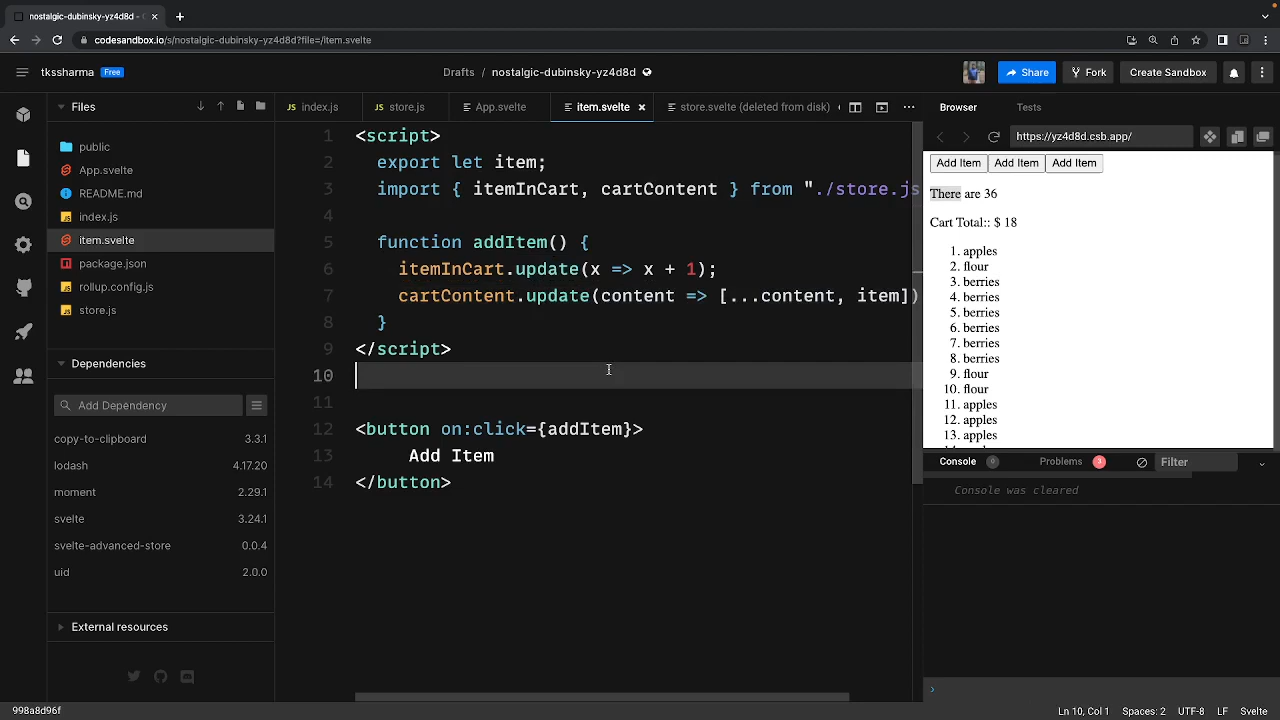 nostalgic-dubinsky-yz4d8d -
codesandbox.io/s/nostalgic-dubinsky-yz4d8d?file=/item.svelte
tkssharma Free
Drafts / nostalgic-dubinsky-yz4d8d
Share Fork Create Sandbox
Files
public
App.svelte
README.md
index.js
item.svelte
package.json
rollup.config.js
store.js
Dependencies
Add Dependency
copy-to-clipboard 3.3.1
lodash 4.17.20
moment 2.29.1
svelte 3.24.1
svelte-advanced-store 0.0.4
uid 2.0.0
External resources
index.js store.js App.svelte item.svelte store.svelte (deleted from disk)
1 <script>
2 export let item;
3 import { itemInCart, cartContent } from "./store.js
4
5 function addItem() {
6 itemInCart.update(x => x + 1);
7 cartContent.update(content => [...content, item])
8 }
9 </script>
10
11
12 <button on:click={addItem}>
13 Add Item
14 </button>
Browser Tests
https://yz4d8d.csb.app/
Add Item Add Item Add Item
There are 36
Cart Total:: $ 18
1. apples
2. flour
3. berries
4. berries
5. berries
6. berries
7. berries
8. berries
9. flour
10. flour
11. apples
12. apples
13. apples
Console 0 Problems 3 Filter
Console was cleared
998a8d96f
Ln 10, Col 1 Spaces: 2 UTF-8 LF Svelte